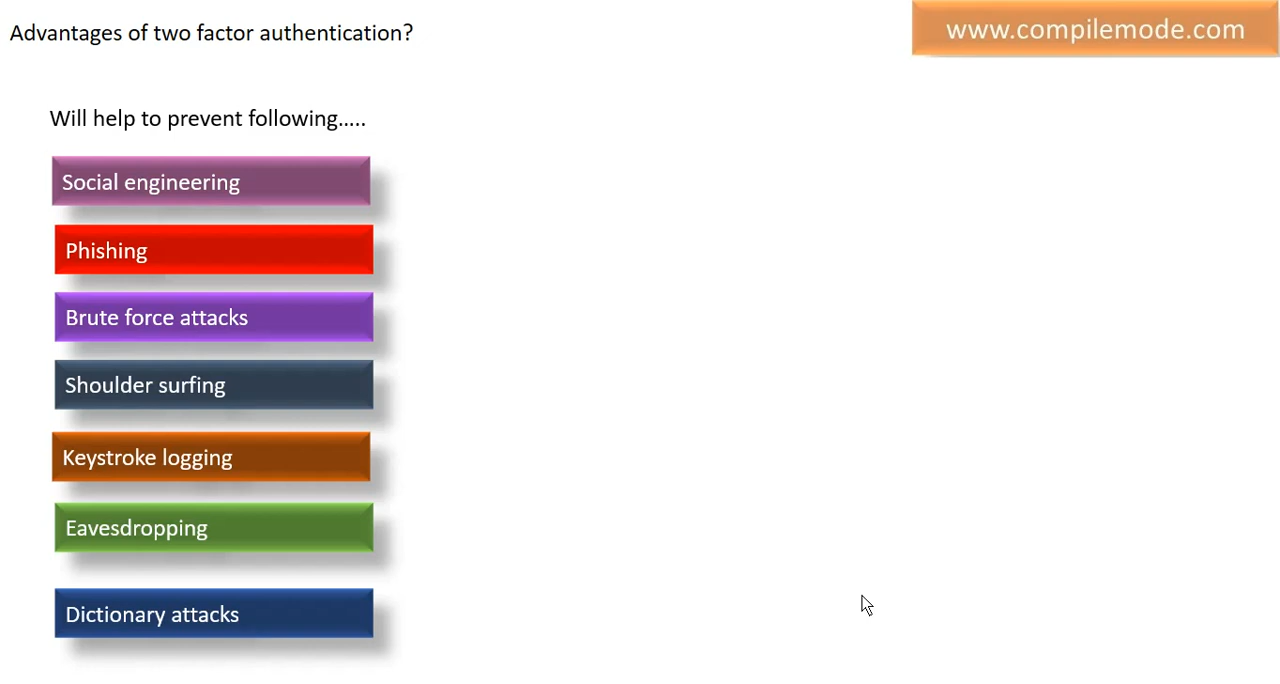 Advantages of two factor authentication?
www.compilemode.com
Will help to prevent following.....
Social engineering
Phishing
Brute force attacks
Shoulder surfing
Keystroke logging
Eavesdropping
Dictionary attacks